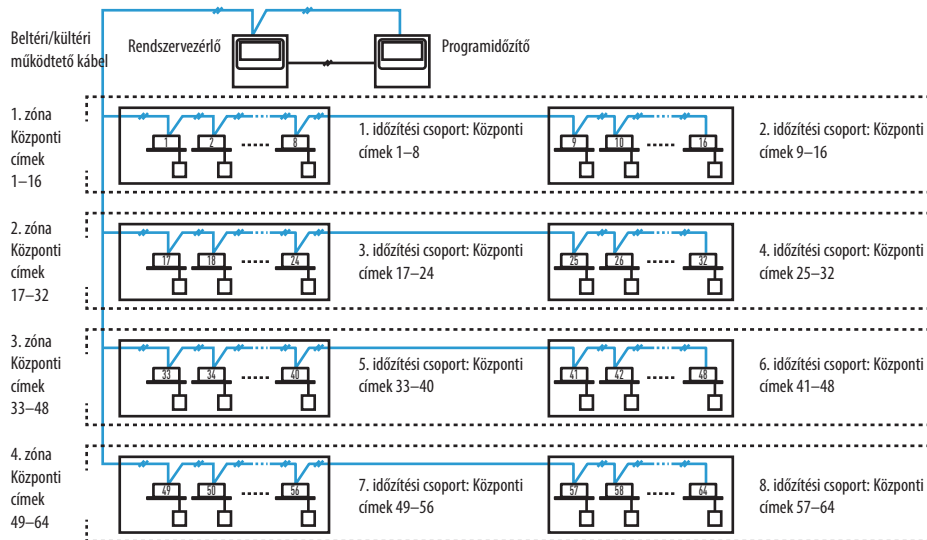 Beltéri/kültéri
működtető kábel
Rendszervezérlő
Programidőzítő
1. zóna
Központi
címek
1–16
1
2
8
1. időzítési csoport: Központi
címek 1–8
9
10
16
2. időzítési csoport: Központi
címek 9–16
2. zóna
Központi
címek
17–32
17
18
24
3. időzítési csoport: Központi
címek 17–24
25
26
32
4. időzítési csoport: Központi
címek 25–32
3. zóna
Központi
címek
33–48
33
34
40
5. időzítési csoport: Központi
címek 33–40
41
42
48
6. időzítési csoport: Központi
címek 41–48
4. zóna
Központi
címek
49–64
49
50
56
7. időzítési csoport: Központi
címek 49–56
57
58
64
8. időzítési csoport: Központi
címek 57–64